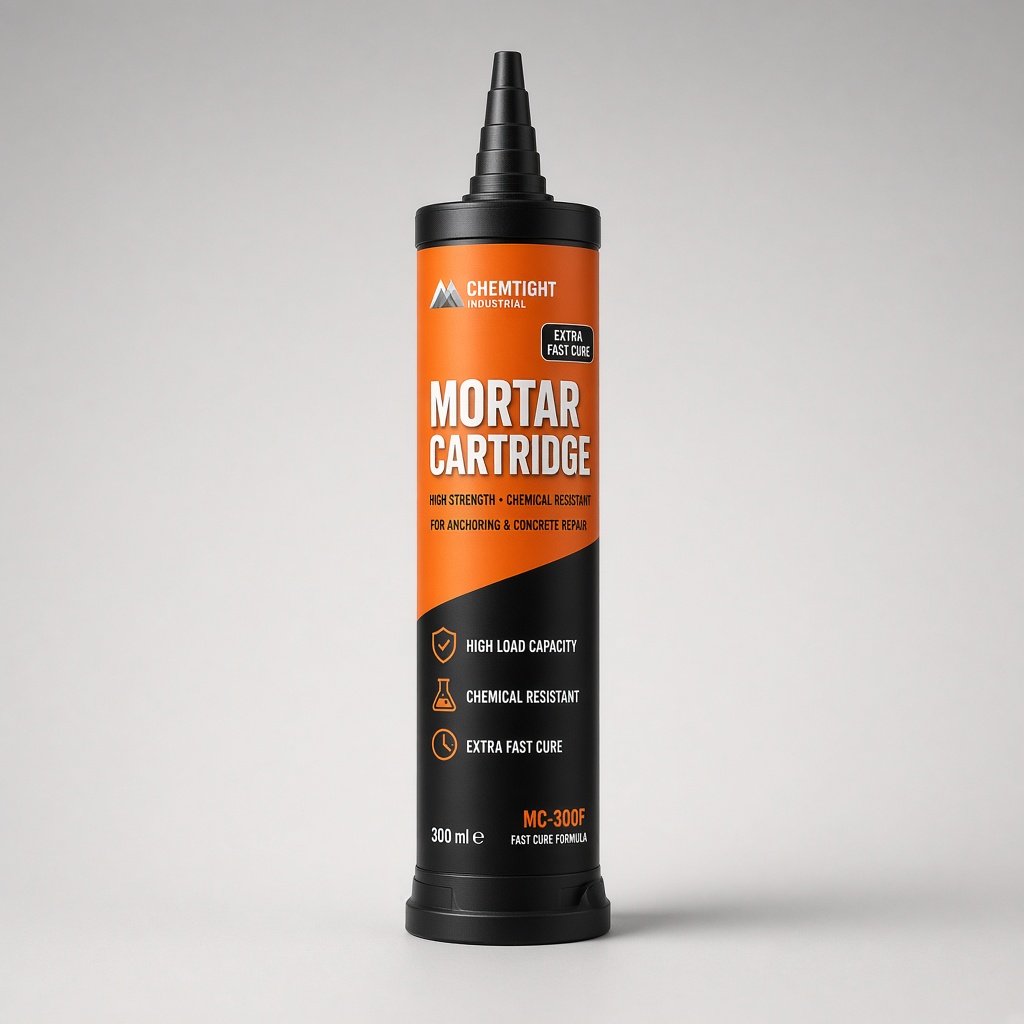 CHEMTIGHT
INDUSTRIAL
EXTRA
FAST CURE
MORTAR
CARTRIDGE
HIGH STRENGTH • CHEMICAL RESISTANT
FOR ANCHORING & CONCRETE REPAIR
HIGH LOAD CAPACITY
CHEMICAL RESISTANT
EXTRA FAST CURE
MC-300F
300 ml ℮
FAST CURE FORMULA